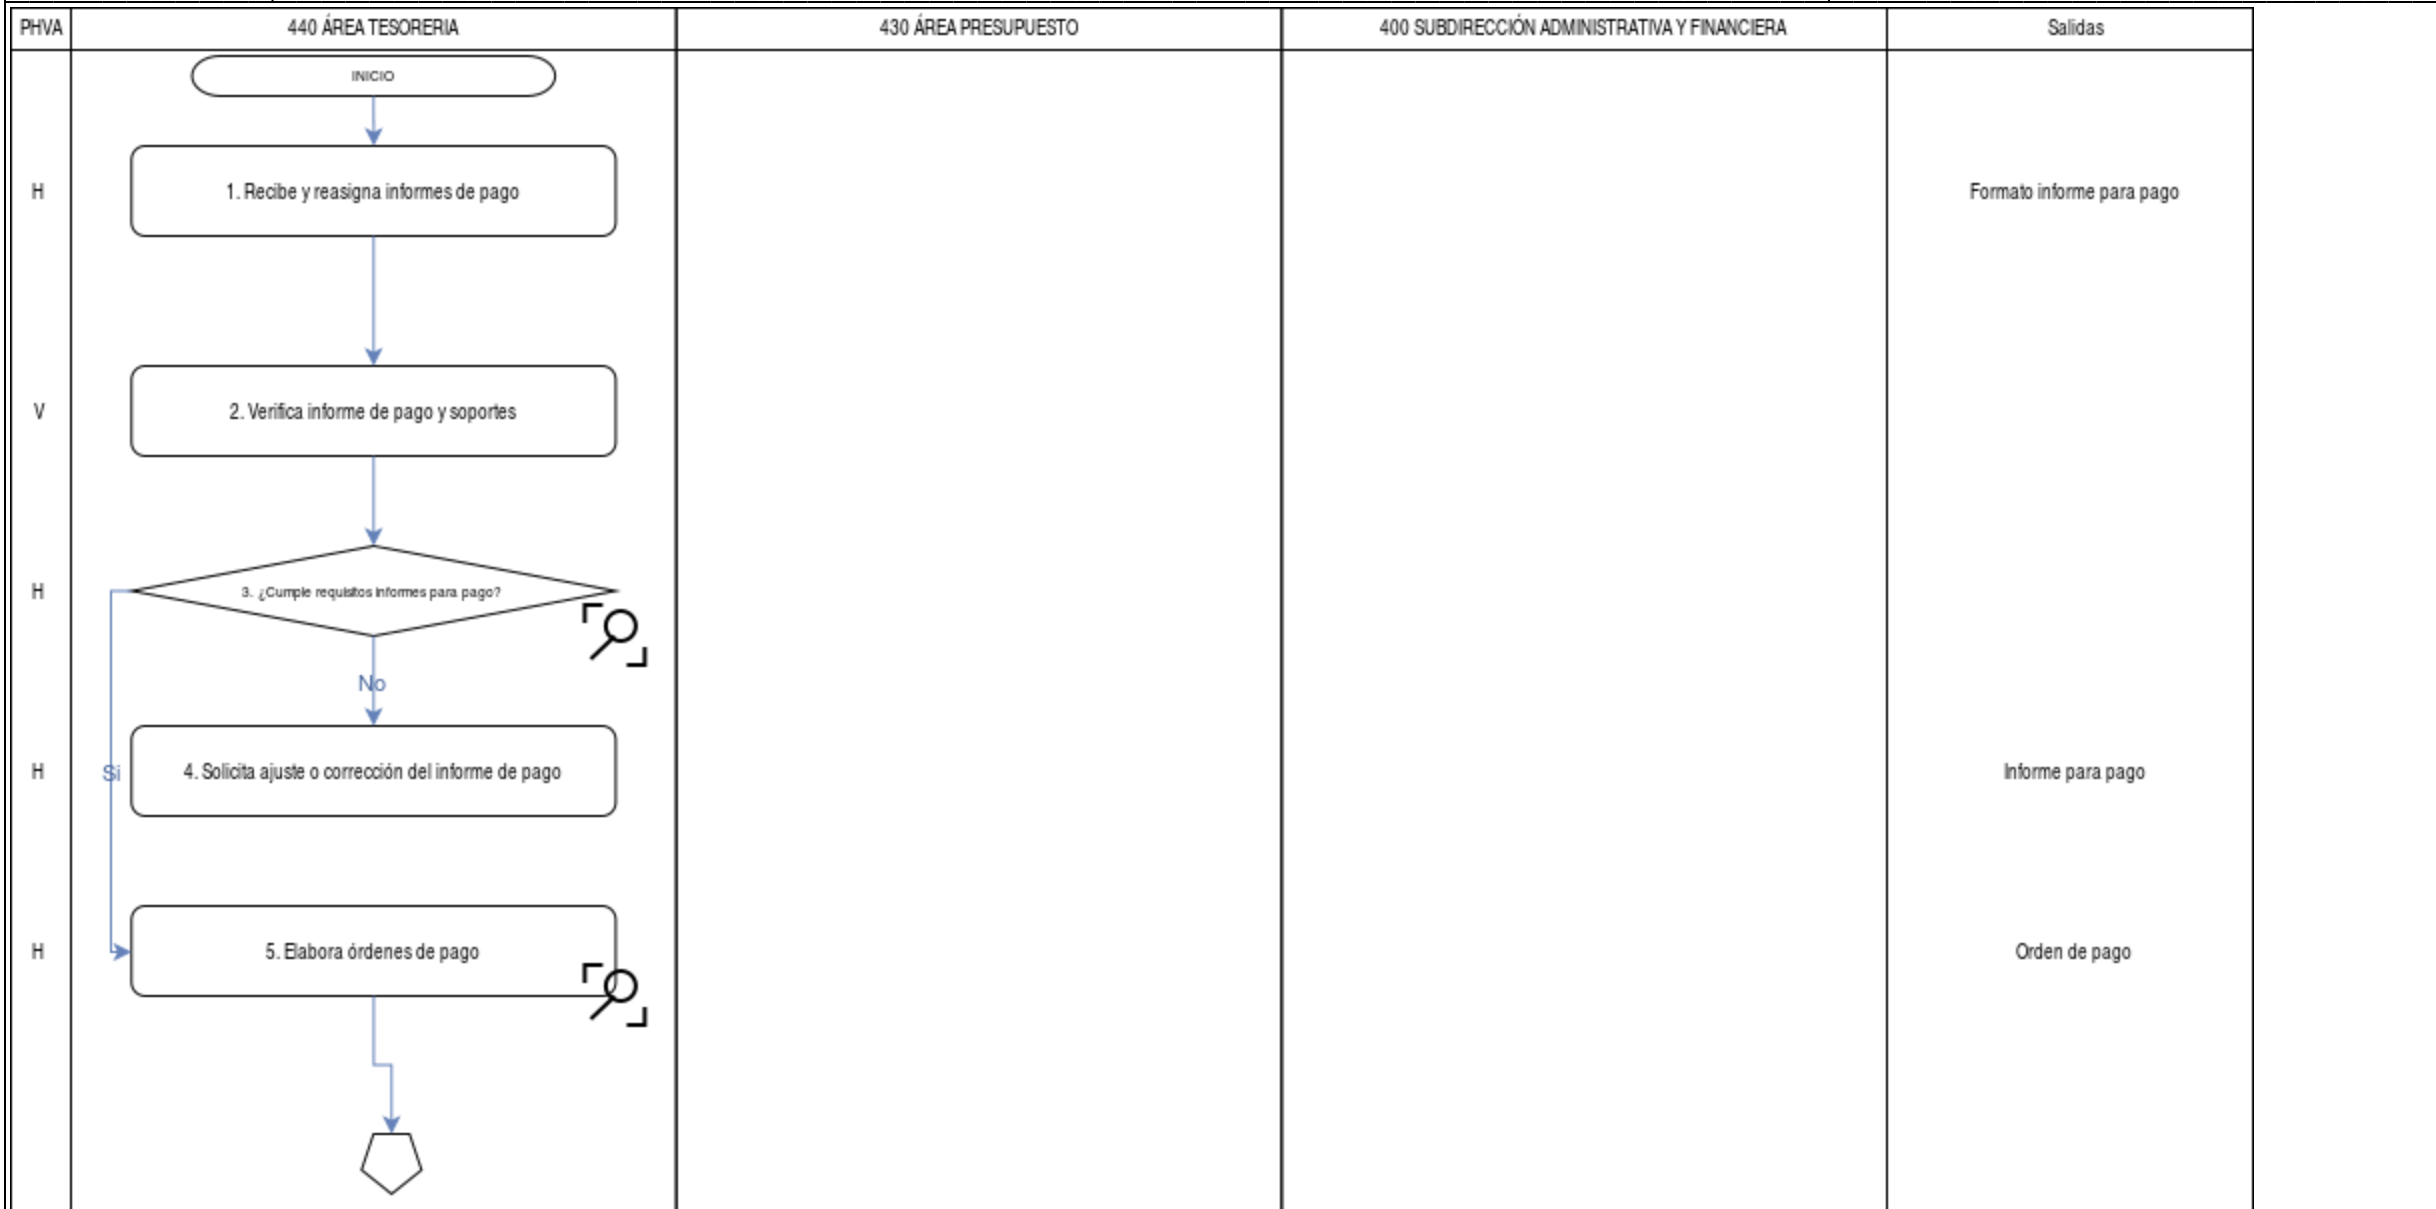 PHVA
440 ÁREA TESORERIA
430 ÁREA PRESUPUESTO
400 SUBDIRECCIÓN ADMINISTRATIVA Y FINANCIERA
Salidas
INICIO
H
1. Recibe y reasigna informes de pago
Formato informe para pago
V
2. Verifica informe de pago y soportes
H
3. ¿Cumple requisitos informes para pago?
No
H
Si
4. Solicita ajuste o corrección del informe de pago
Informe para pago
H
5. Elabora órdenes de pago
Orden de pago